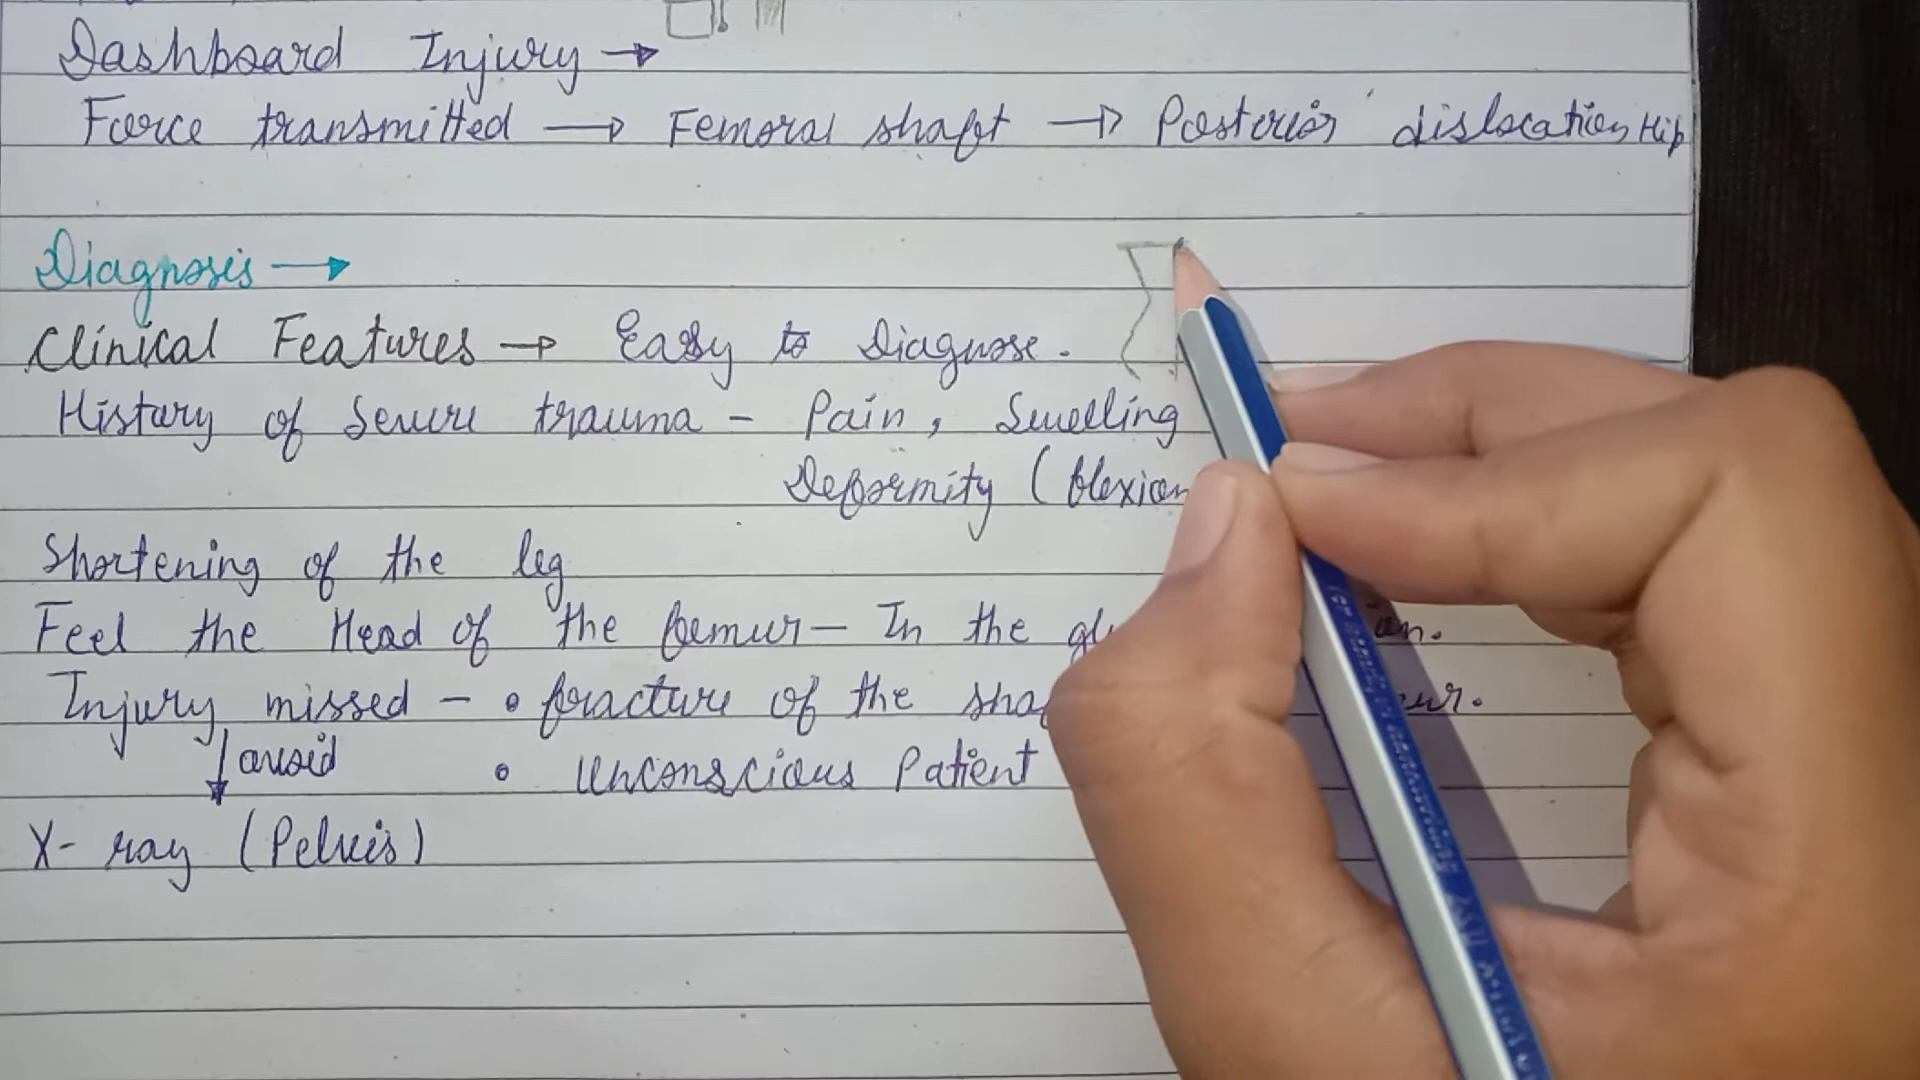 Dashboard Injury →
Force transmitted → Femoral shaft → Posterior dislocation Hip
Diagnosis →
Clinical Features → Easy to Diagnose.
History of Severe trauma - Pain, Swelling
Deformity (flexion
Shortening of the leg
Feel the Head of the femur - In the
Injury missed - • fracture of the
↓ avoid • Unconscious Patient
X-ray (Pelvis)